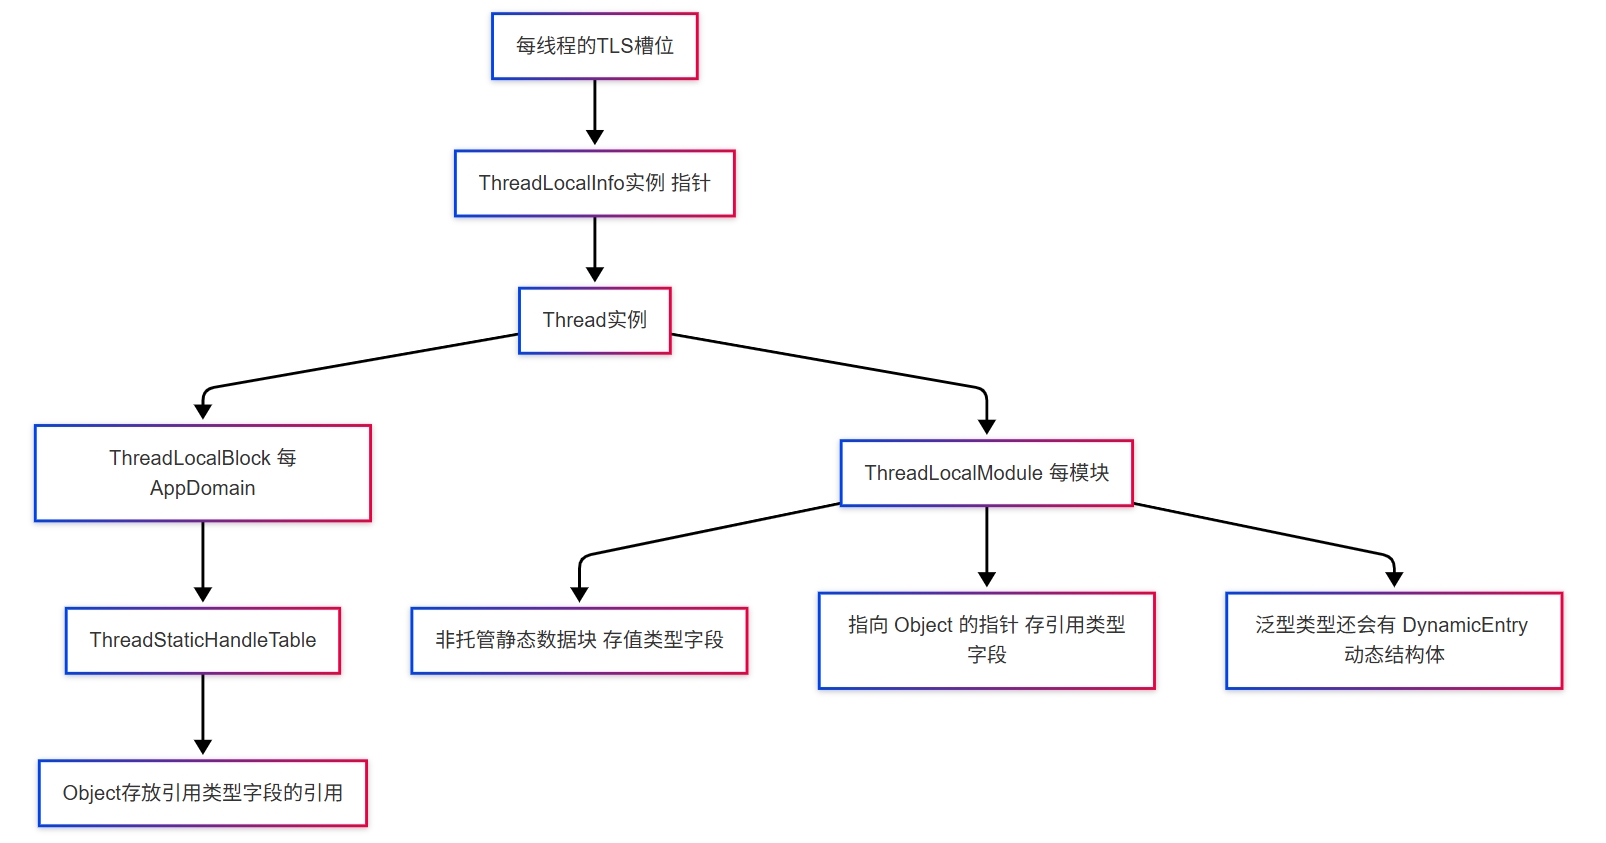 每线程的TLS槽位
ThreadLocalInfo实例 指针
Thread实例
ThreadLocalBlock 每
AppDomain
ThreadLocalModule 每模块
ThreadStaticHandleTable
非托管静态数据块 存值类型字段
指向 Object 的指针 存引用类型
字段
泛型类型还会有 DynamicEntry
动态结构体
Object存放引用类型字段的引用